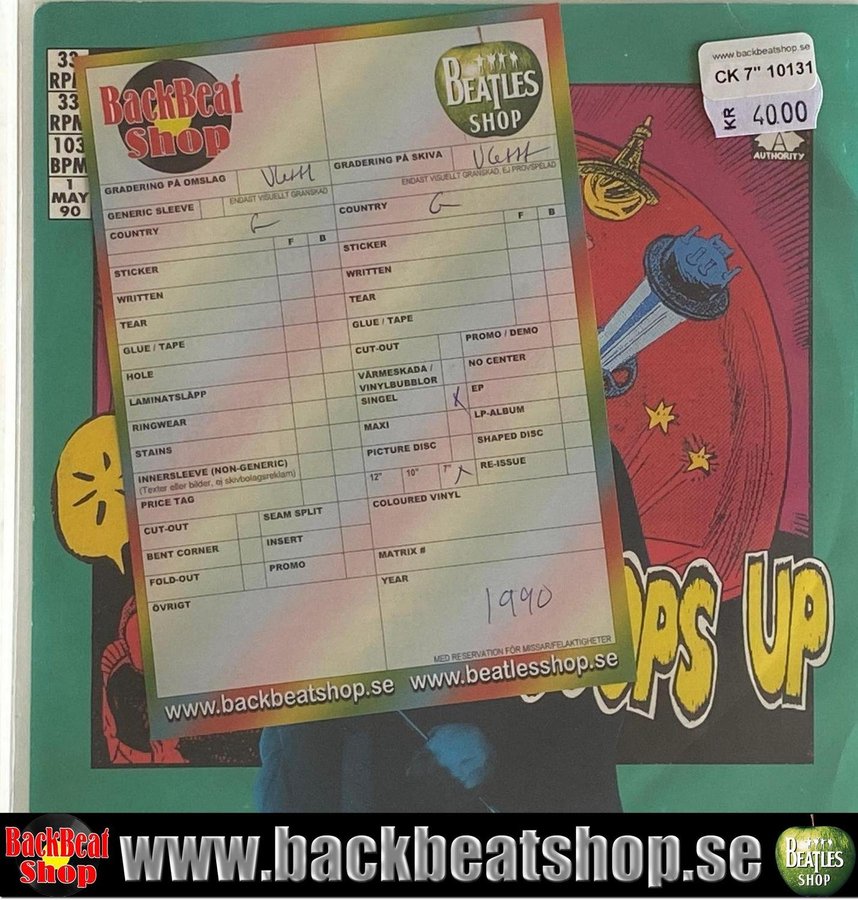 33
RPM
33
RPM
103
BPM
1
MAY
90
BackBeat
Shop
BEATLES
SHOP
www.backbeatshop.se
CK 7" 10131
KR 40.00
A
AUTHORITY
GRADERING PÅ OMSLAG
ENDAST VISUELLT GRANSKAD
GENERIC SLEEVE
COUNTRY G
F B
STICKER
WRITTEN
TEAR
GLUE / TAPE
HOLE
LAMINATSLÄPP
RINGWEAR
STAINS
INNERSLEEVE (NON-GENERIC)
(Texter eller bilder, ej skivbolagsreklam)
PRICE TAG
CUT-OUT SEAM SPLIT
BENT CORNER INSERT
FOLD-OUT PROMO
ÖVRIGT
GRADERING PÅ SKIVA
ENDAST VISUELLT GRANSKAD, EJ PROVSPELAD
COUNTRY G
F B
STICKER
WRITTEN
TEAR
GLUE / TAPE
CUT-OUT PROMO / DEMO
VÄRMESKADA /
VINYLBUBBLOR NO CENTER
SINGEL X EP
MAXI LP-ALBUM
PICTURE DISC SHAPED DISC
12" 10" 7" X RE-ISSUE
COLOURED VINYL
MATRIX #
YEAR
1990
MED RESERVATION FÖR MISSAR/FELAKTIGHETER
www.backbeatshop.se www.beatlesshop.se
OPS UP
BackBeat
Shop
www.backbeatshop.se
BEATLES
SHOP